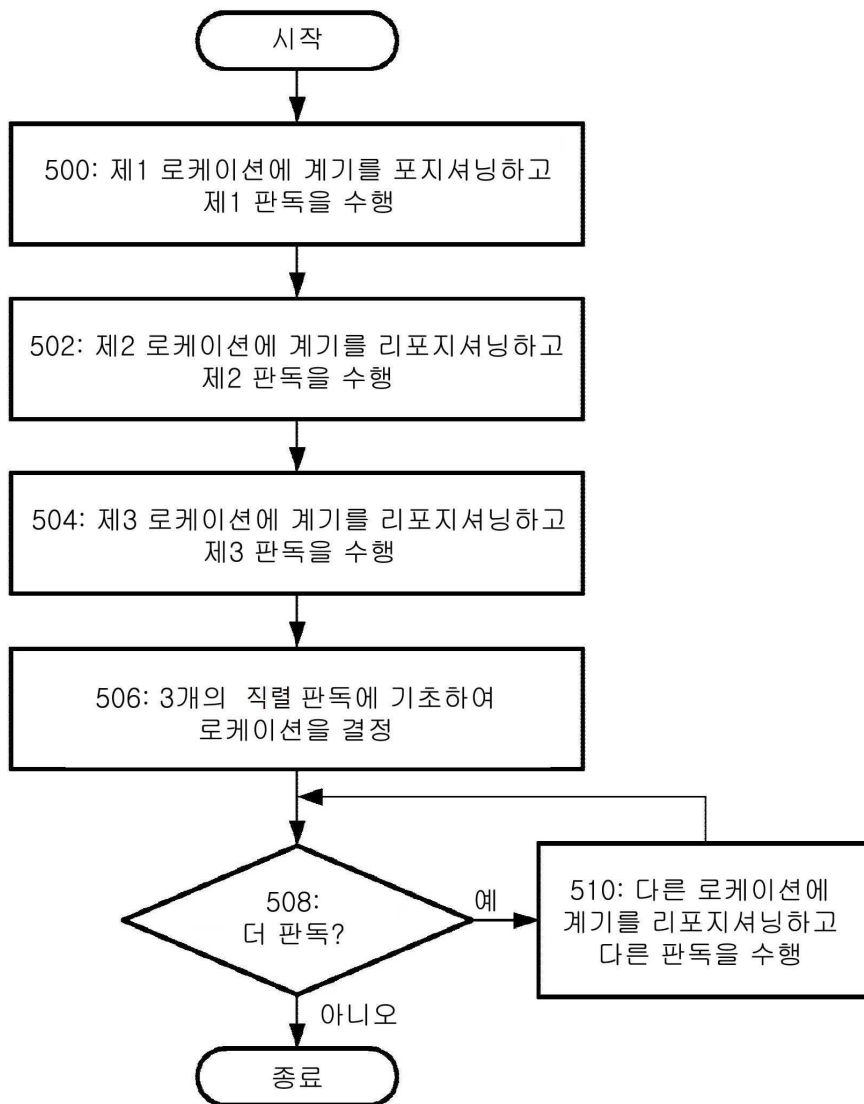 시작
500: 제1 로케이션에 계기를 포지셔닝하고
제1 판독을 수행
502: 제2 로케이션에 계기를 리포지셔닝하고
제2 판독을 수행
504: 제3 로케이션에 계기를 리포지셔닝하고
제3 판독을 수행
506: 3개의 직렬 판독에 기초하여
로케이션을 결정
508:
더 판독?
예
510: 다른 로케이션에
계기를 리포지셔닝하고
다른 판독을 수행
아니오
종료